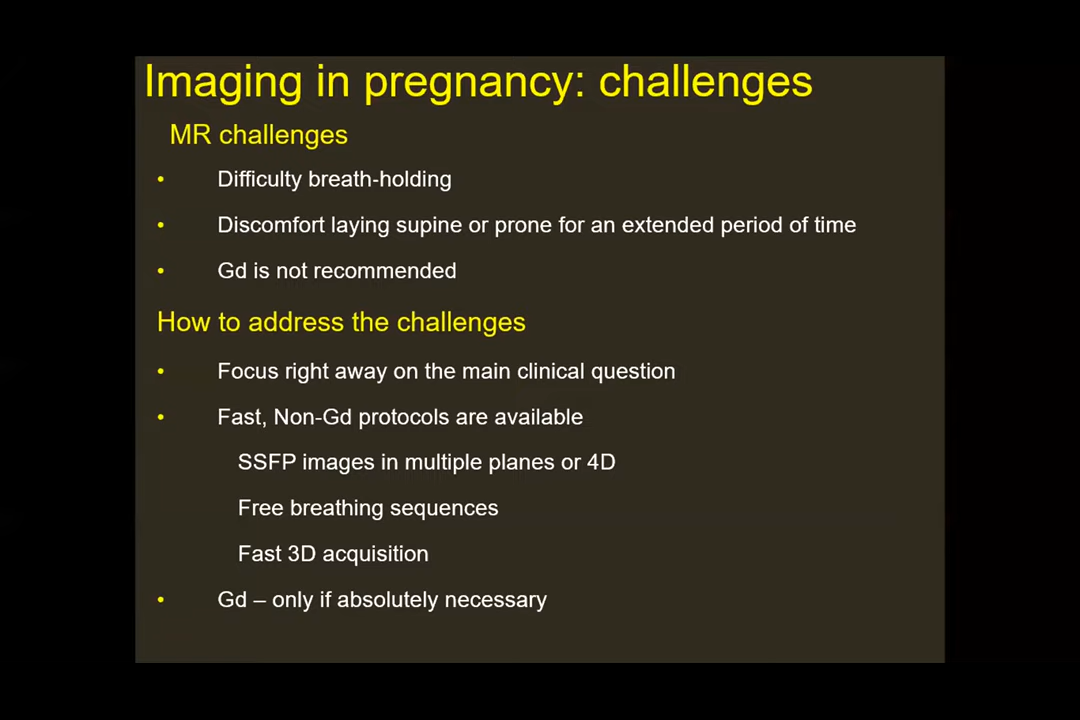 Imaging in pregnancy: challenges
MR challenges
• Difficulty breath-holding
• Discomfort laying supine or prone for an extended period of time
• Gd is not recommended
How to address the challenges
• Focus right away on the main clinical question
• Fast, Non-Gd protocols are available
SSFP images in multiple planes or 4D
Free breathing sequences
Fast 3D acquisition
• Gd – only if absolutely necessary